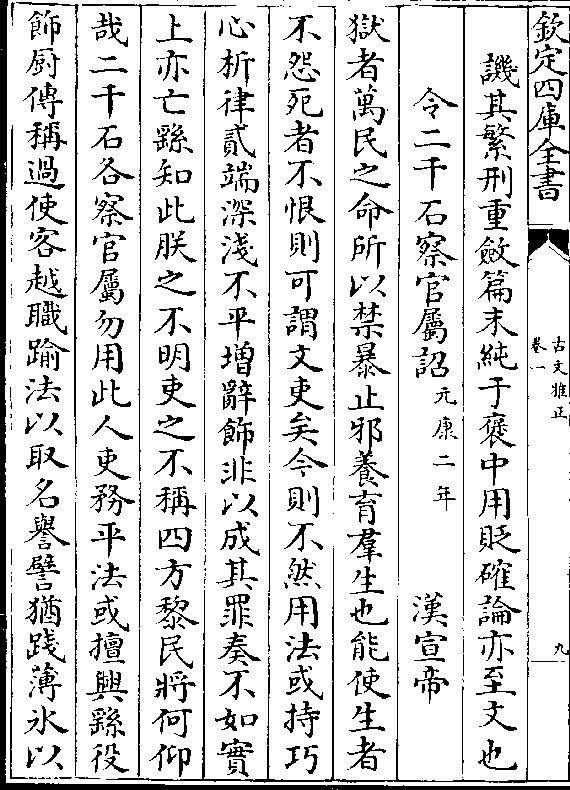 欽定四庫全書
古文雅正
卷一
九
譏其繁刑重斂篇末純于褒中用貶確論亦至文也
令二千石察官屬詔元康二年 漢宣帝
獄者萬民之命所以禁暴止邪養育羣生也能使生者
不怨死者不恨則可謂文吏矣今則不然用法或持巧
心析律貳端深淺不平增辭飾非以成其罪奏不如實
上亦亡繇知此朕之不明吏之不稱四方黎民將何仰
哉二千石各察官屬勿用此人吏務平法或擅興繇役
飾厨傳稱過使客越職踰法以取名譽譬猶踐薄氷以